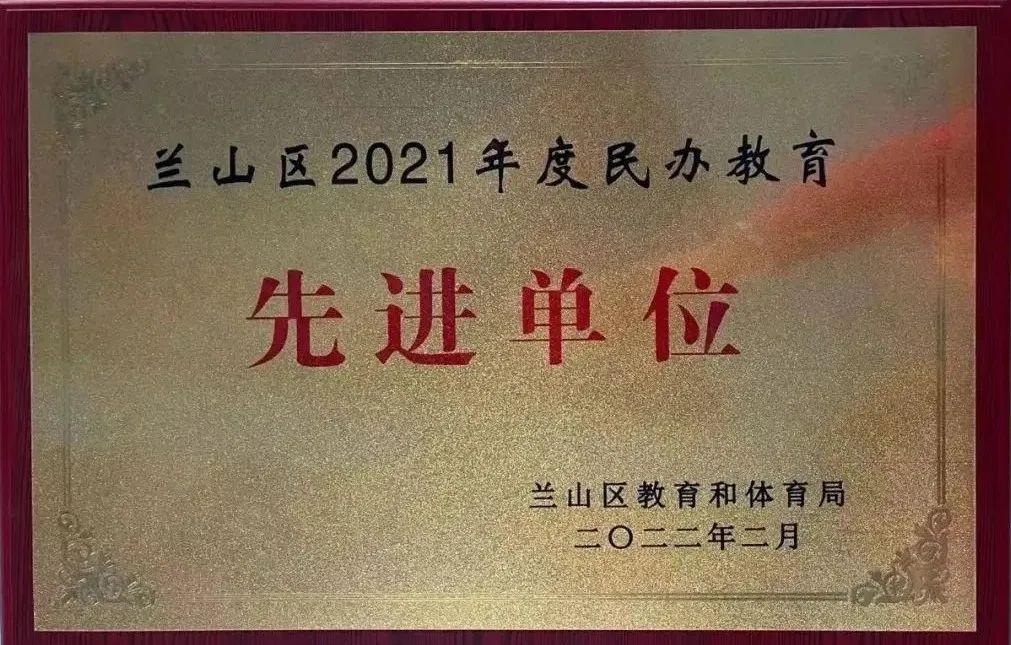 兰山区2021年度民办教育
先进单位
兰山区教育和体育局
二〇二二年二月